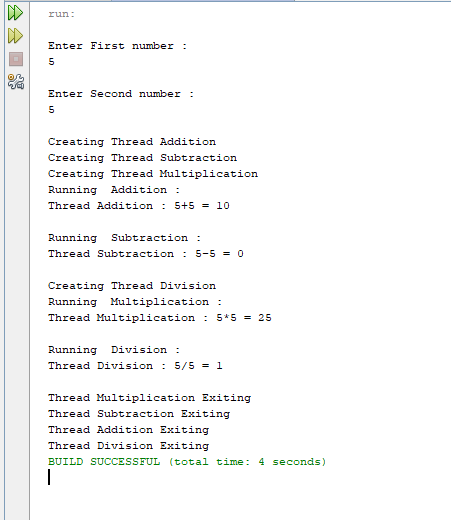 run:
Enter First number :
5
Enter Second number :
5
Creating Thread Addition
Creating Thread Subtraction
Creating Thread Multiplication
Running  Addition :
Thread Addition : 5+5 = 10
Running  Subtraction :
Thread Subtraction : 5-5 = 0
Creating Thread Division
Running  Multiplication :
Thread Multiplication : 5*5 = 25
Running  Division :
Thread Division : 5/5 = 1
Thread Multiplication Exiting
Thread Subtraction Exiting
Thread Addition Exiting
Thread Division Exiting
BUILD SUCCESSFUL (total time: 4 seconds)